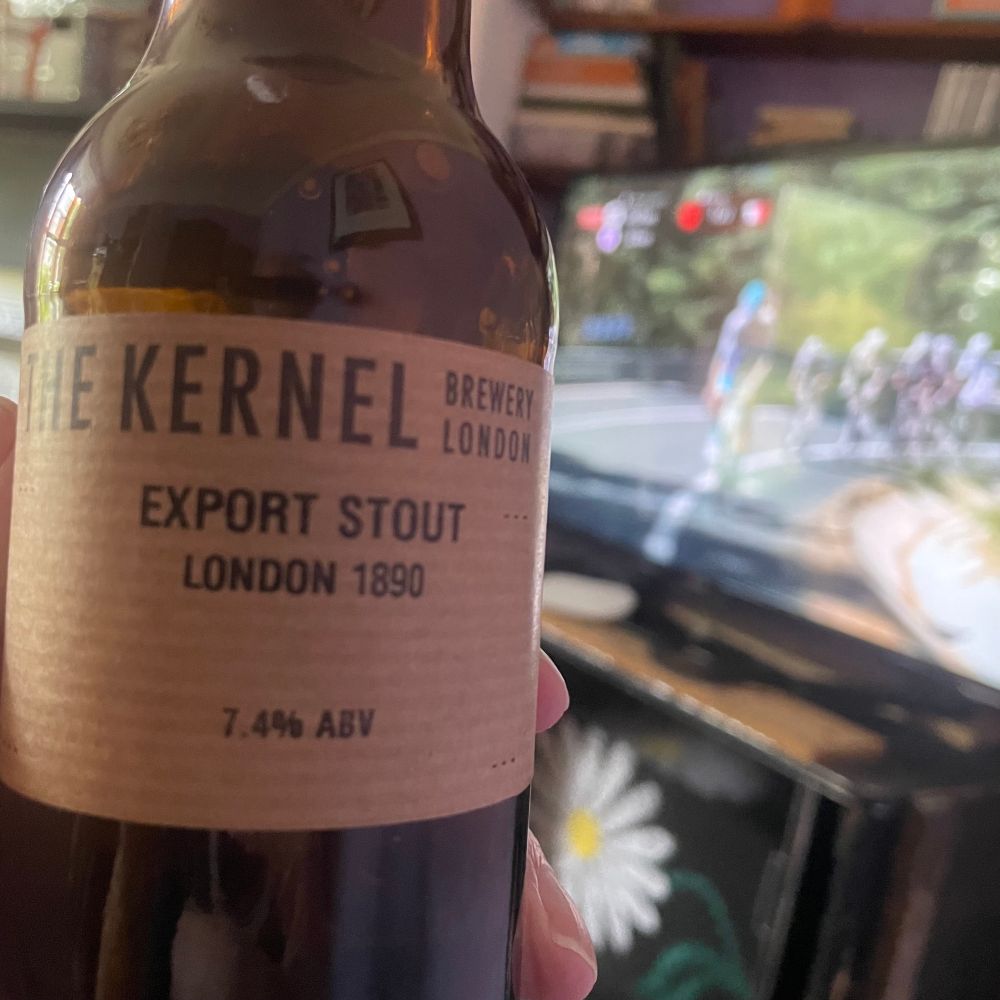 THE KERNEL
BREWERY
LONDON
EXPORT STOUT
LONDON 1890
7.4% ABV